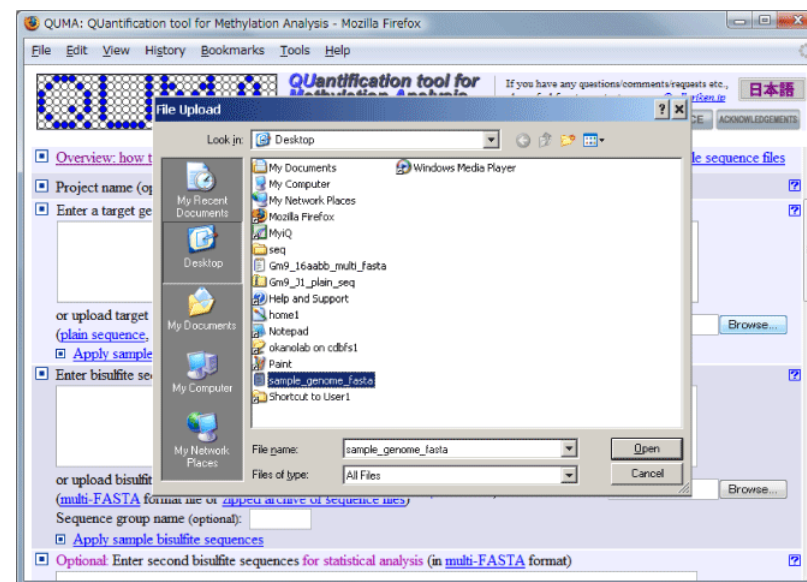 QUMA: QUantification tool for Methylation Analysis - Mozilla Firefox
File Edit View History Bookmarks Tools Help
QUMA
QUantification tool for
Methylation Analysis
If you have any questions/comments/requests etc.,
日本語
File Upload
ACKNOWLEDGEMENTS
Look in: Desktop
Overview: how t
le sequence files
Project name (op
Enter a target ge
My Recent Documents
Desktop
My Documents
My Computer
My Network Places
My Documents
My Computer
My Network Places
Mozilla Firefox
MyiQ
seq
Gm9_16aabb_multi_fasta
Gm9_J1_plain_seq
Help and Support
home1
Notepad
okanolab on cdbfs1
Paint
sample_genome_fasta
Shortcut to User1
Windows Media Player
File name: sample_genome_fasta Open
Files of type: All Files Cancel
or upload target
(plain sequence,
Browse...
Apply sample
Enter bisulfite se
or upload bisulfit
(multi-FASTA format file or zipped archive of sequence files)
Browse...
Sequence group name (optional):
Apply sample bisulfite sequences
Optional: Enter second bisulfite sequences for statistical analysis (in multi-FASTA format)